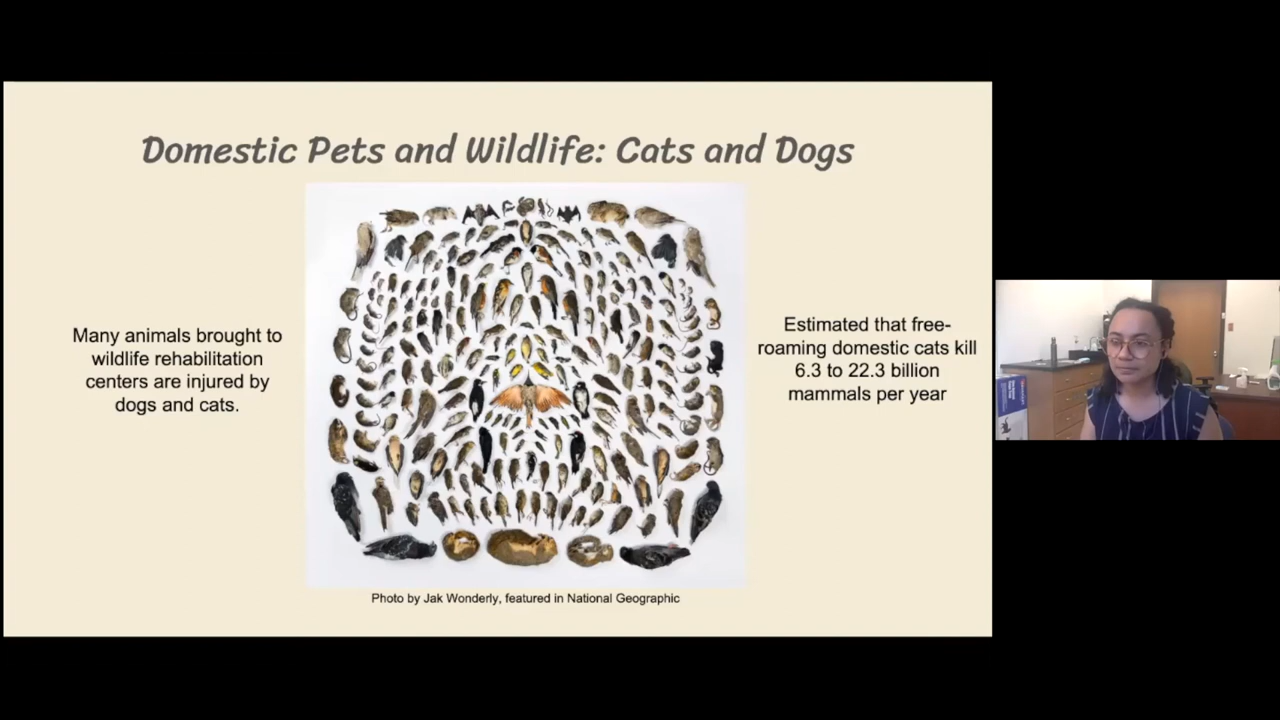 Domestic Pets and Wildlife: Cats and Dogs
Many animals brought to
wildlife rehabilitation
centers are injured by
dogs and cats.
Estimated that free-
roaming domestic cats kill
6.3 to 22.3 billion
mammals per year
Photo by Jak Wonderly, featured in National Geographic